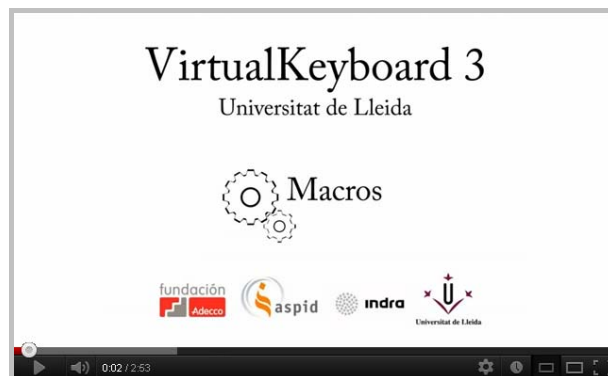 VirtualKeyboard 3
Universitat de Lleida
Macros
fundación
Adecco
aspid
indra
U
Universitat de Lleida
0:02 / 2:53